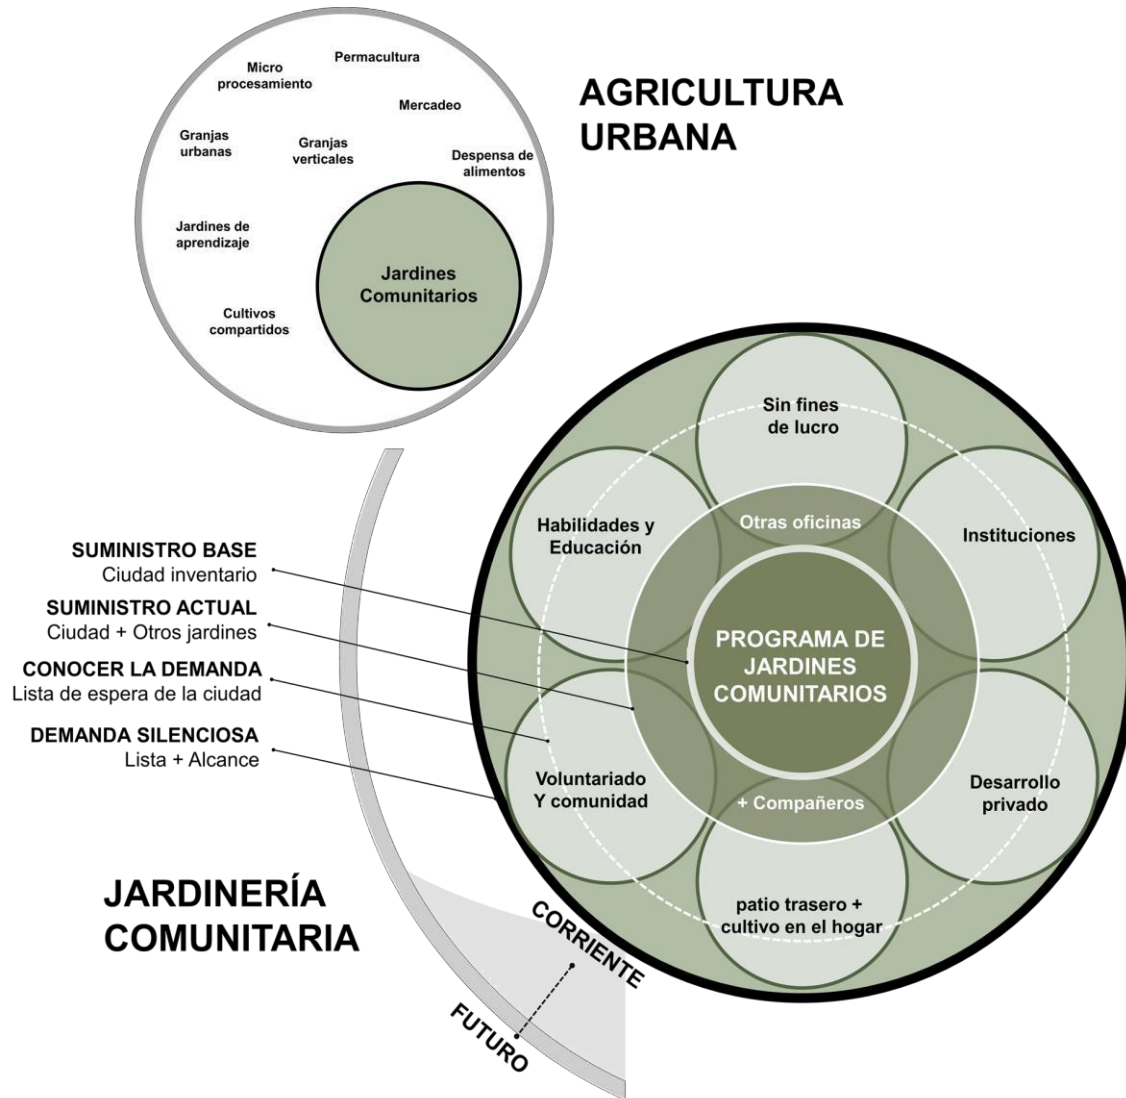 AGRICULTURA
URBANA
Permacultura
Micro
procesamiento
Mercadeo
Granjas
urbanas
Granjas
verticales
Despensa de
alimentos
Jardines de
aprendizaje
Jardines
Comunitarios
Cultivos
compartidos
Sin fines
de lucro
Habilidades y
Educación
Otras oficinas
Instituciones
SUMINISTRO BASE
Ciudad inventario
SUMINISTRO ACTUAL
Ciudad + Otros jardines
CONOCER LA DEMANDA
Lista de espera de la ciudad
DEMANDA SILENCIOSA
Lista + Alcance
PROGRAMA DE
JARDINES
COMUNITARIOS
Voluntariado
Y comunidad
+ Compañeros
Desarrollo
privado
patio trasero +
cultivo en el hogar
JARDINERÍA
COMUNITARIA
CORRIENTE
FUTURO